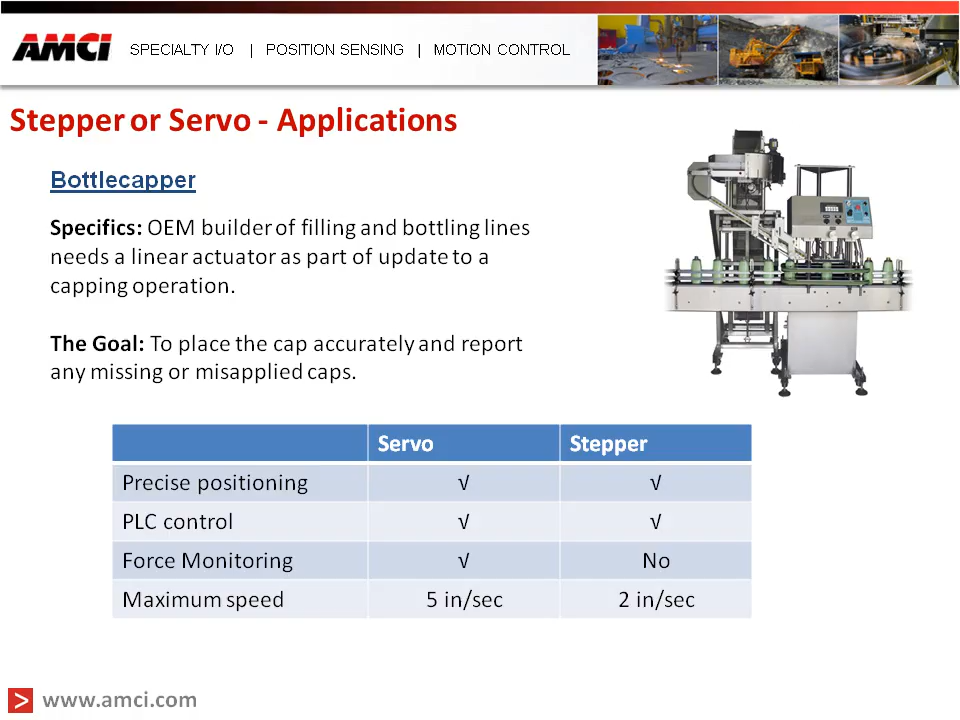 AMCI SPECIALTY I/O | POSITION SENSING | MOTION CONTROL
Stepper or Servo - Applications
Bottlecapper
Specifics: OEM builder of filling and bottling lines
needs a linear actuator as part of update to a
capping operation.
The Goal: To place the cap accurately and report
any missing or misapplied caps.
Servo Stepper
Precise positioning √ √
PLC control √ √
Force Monitoring √ No
Maximum speed 5 in/sec 2 in/sec
> www.amci.com